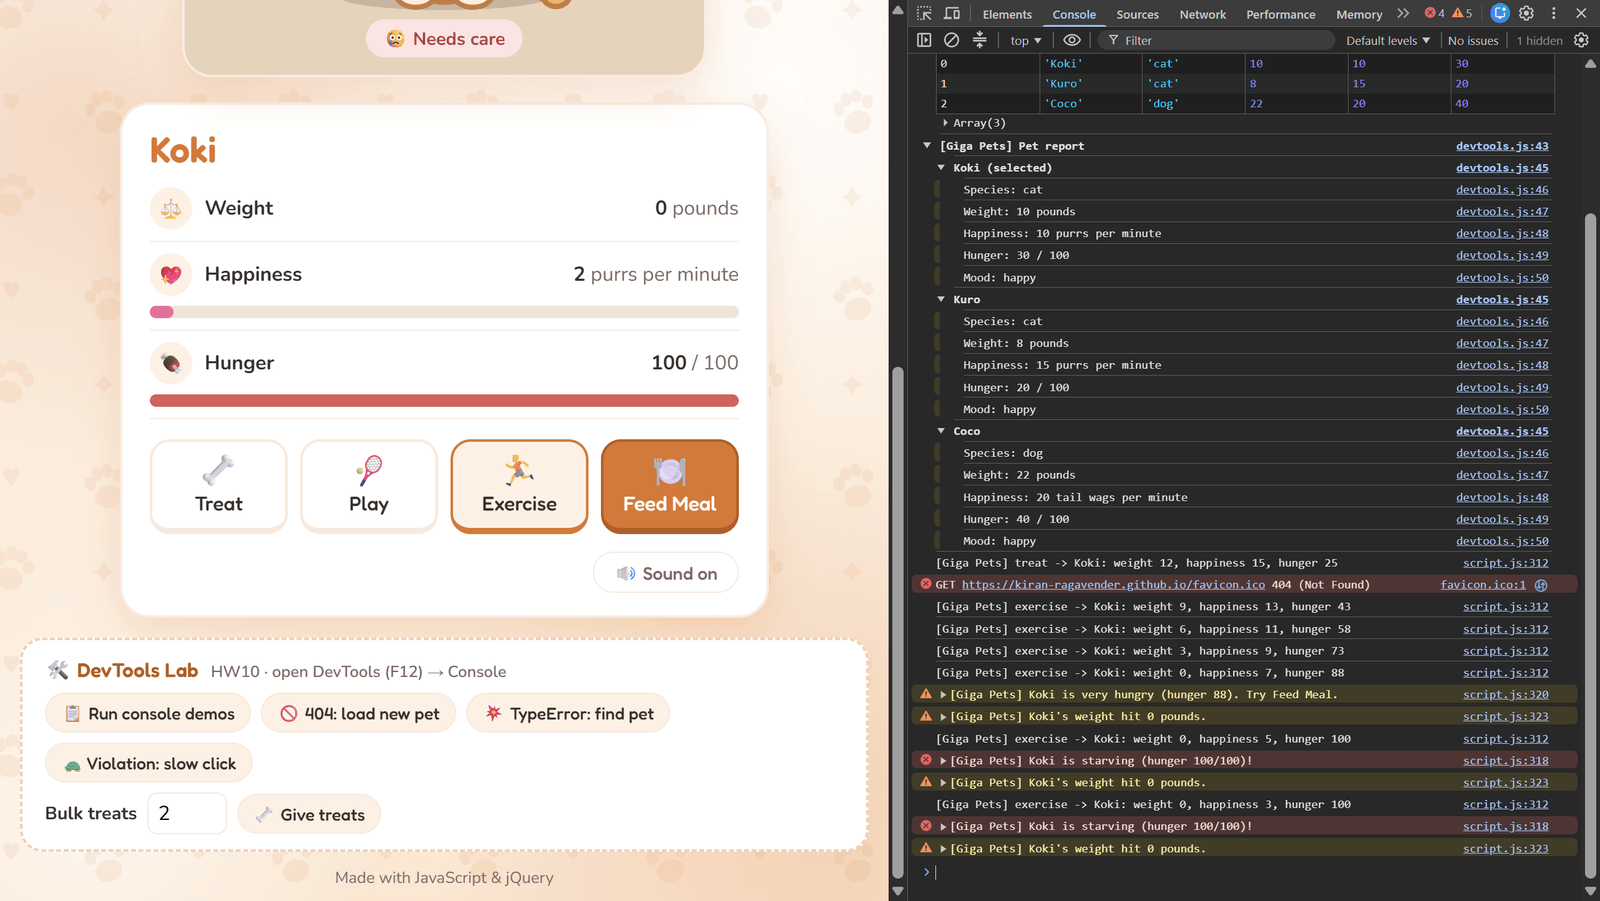 Needs care
Koki
Weight
0 pounds
Happiness
2 purrs per minute
Hunger
100 / 100
Treat
Play
Exercise
Feed Meal
Sound on
DevTools Lab HW10 · open DevTools (F12) → Console
Run console demos
404: load new pet
TypeError: find pet
Violation: slow click
Bulk treats 2 Give treats
Made with JavaScript & jQuery
Elements Console Sources Network Performance Memory 4 5
top Filter Default levels No issues 1 hidden
0 'Koki' 'cat' 10 10 30
1 'Kuro' 'cat' 8 15 20
2 'Coco' 'dog' 22 20 40
Array(3)
[Giga Pets] Pet report devtools.js:43
Koki (selected) devtools.js:45
Species: cat devtools.js:46
Weight: 10 pounds devtools.js:47
Happiness: 10 purrs per minute devtools.js:48
Hunger: 30 / 100 devtools.js:49
Mood: happy devtools.js:50
Kuro devtools.js:45
Species: cat devtools.js:46
Weight: 8 pounds devtools.js:47
Happiness: 15 purrs per minute devtools.js:48
Hunger: 20 / 100 devtools.js:49
Mood: happy devtools.js:50
Coco devtools.js:45
Species: dog devtools.js:46
Weight: 22 pounds devtools.js:47
Happiness: 20 tail wags per minute devtools.js:48
Hunger: 40 / 100 devtools.js:49
Mood: happy devtools.js:50
[Giga Pets] treat -> Koki: weight 12, happiness 15, hunger 25 script.js:312
GET https://kiran-ragavender.github.io/favicon.ico 404 (Not Found) favicon.ico:1
[Giga Pets] exercise -> Koki: weight 9, happiness 13, hunger 43 script.js:312
[Giga Pets] exercise -> Koki: weight 6, happiness 11, hunger 58 script.js:312
[Giga Pets] exercise -> Koki: weight 3, happiness 9, hunger 73 script.js:312
[Giga Pets] exercise -> Koki: weight 0, happiness 7, hunger 88 script.js:312
[Giga Pets] Koki is very hungry (hunger 88). Try Feed Meal. script.js:320
[Giga Pets] Koki's weight hit 0 pounds. script.js:323
[Giga Pets] exercise -> Koki: weight 0, happiness 5, hunger 100 script.js:312
[Giga Pets] Koki is starving (hunger 100/100)! script.js:318
[Giga Pets] Koki's weight hit 0 pounds. script.js:323
[Giga Pets] exercise -> Koki: weight 0, happiness 3, hunger 100 script.js:312
[Giga Pets] Koki is starving (hunger 100/100)! script.js:318
[Giga Pets] Koki's weight hit 0 pounds. script.js:323